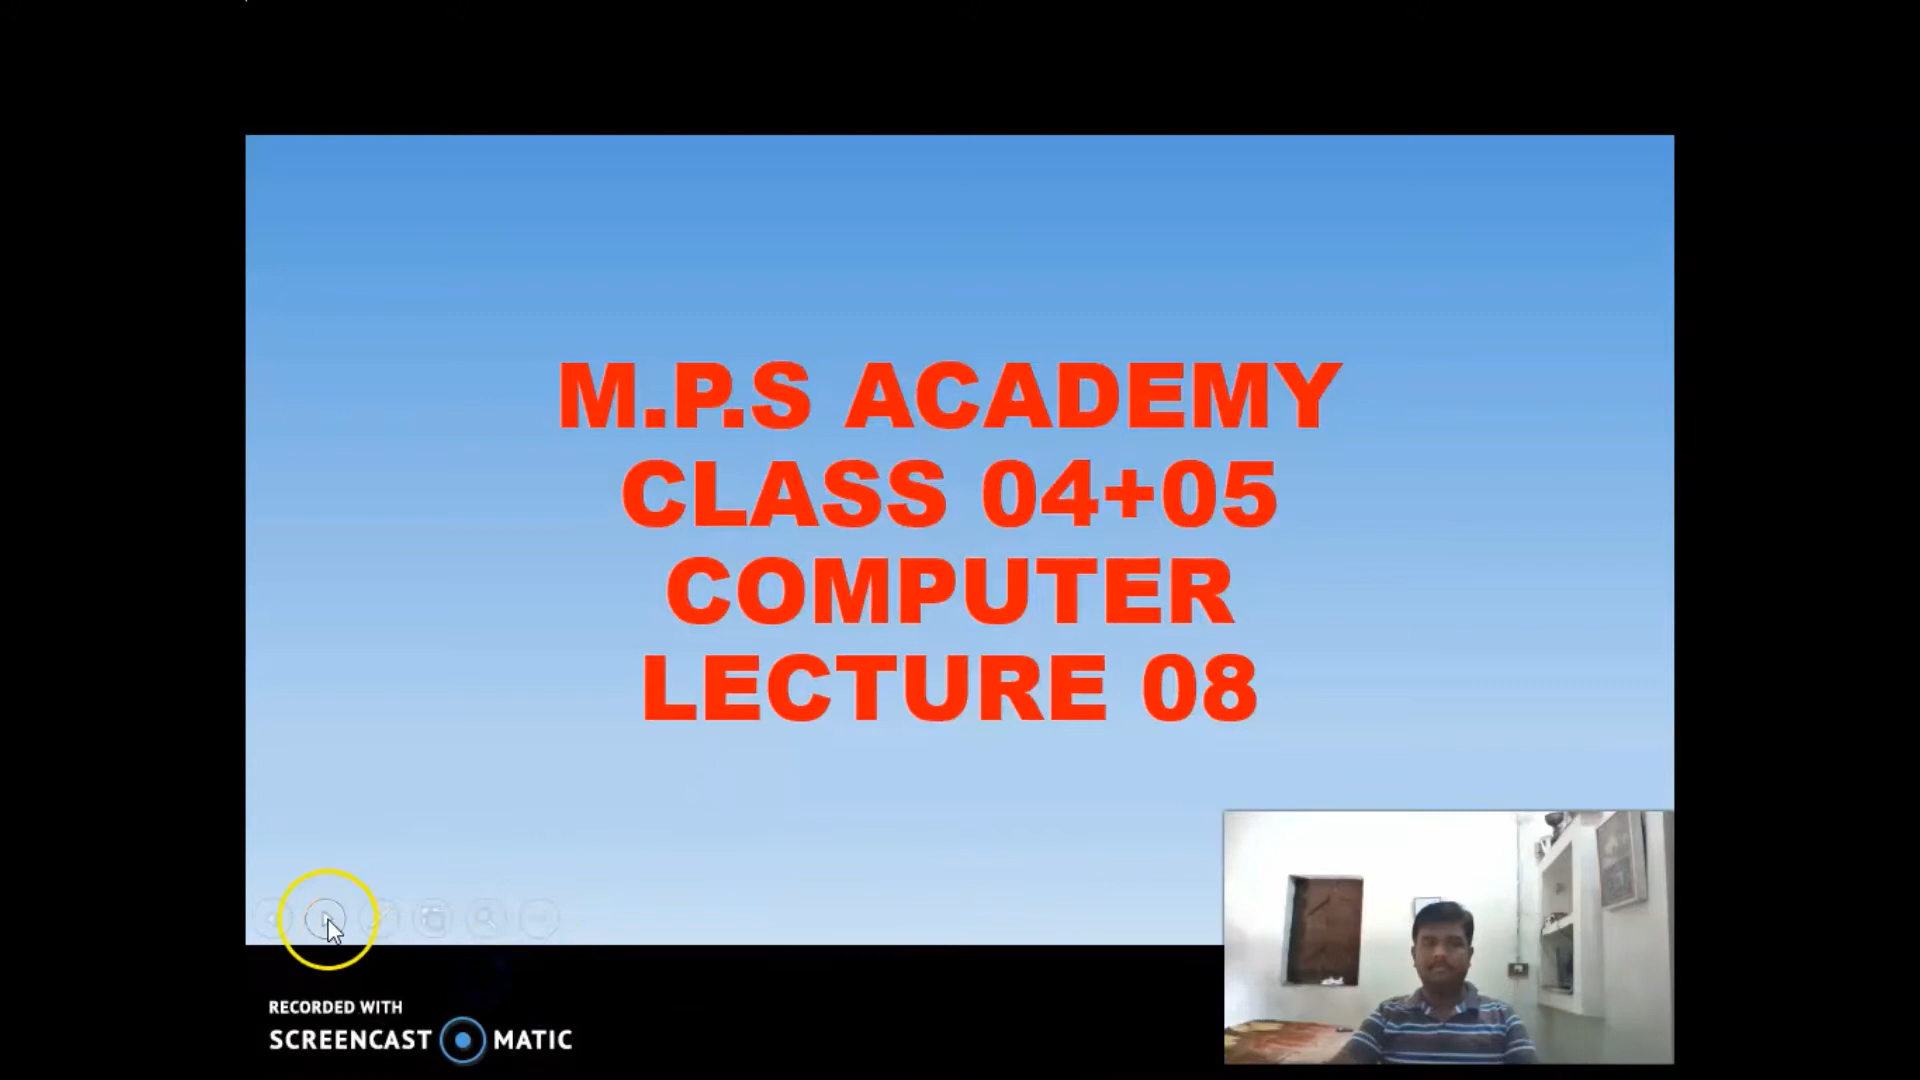 M.P.S ACADEMY
CLASS 04+05
COMPUTER
LECTURE 08
RECORDED WITH
SCREENCAST MATIC